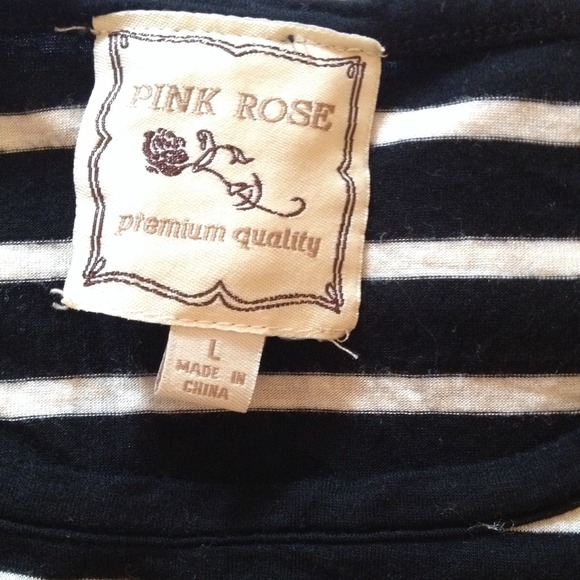 PINK ROSE
premium quality
L
MADE IN
CHINA